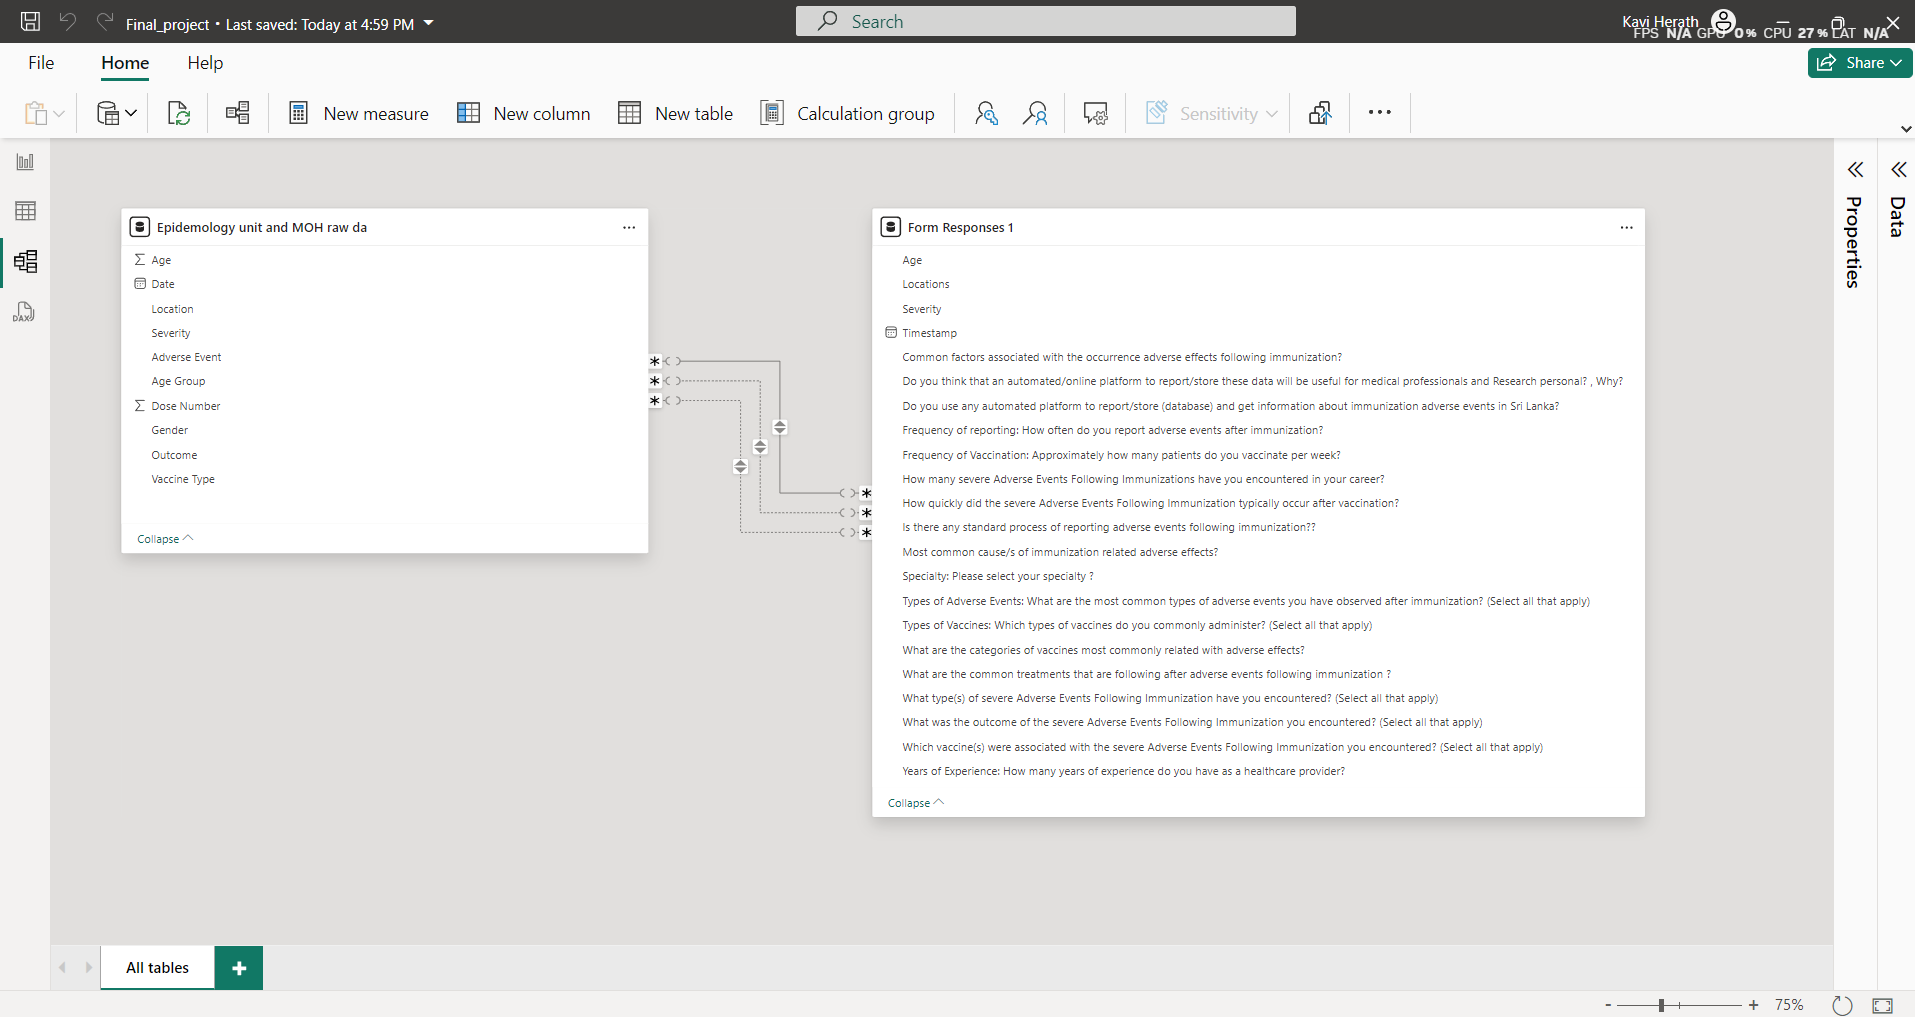 Final_project • Last saved: Today at 4:59 PM
Search
Kavi Herath
FPS N/A GPU 0% CPU 27% LAT N/A
File
Home
Help
Share
New measure
New column
New table
Calculation group
Sensitivity
Properties
Data
DAX
Epidemology unit and MOH raw da
Age
Date
Location
Severity
Adverse Event
Age Group
Dose Number
Gender
Outcome
Vaccine Type
Collapse
Form Responses 1
Age
Locations
Severity
Timestamp
Common factors associated with the occurrence adverse effects following immunization?
Do you think that an automated/online platform to report/store these data will be useful for medical professionals and Research personal? , Why?
Do you use any automated platform to report/store (database) and get information about immunization adverse events in Sri Lanka?
Frequency of reporting: How often do you report adverse events after immunization?
Frequency of Vaccination: Approximately how many patients do you vaccinate per week?
How many severe Adverse Events Following Immunizations have you encountered in your career?
How quickly did the severe Adverse Events Following Immunization typically occur after vaccination?
Is there any standard process of reporting adverse events following immunization??
Most common cause/s of immunization related adverse effects?
Specialty: Please select your specialty ?
Types of Adverse Events: What are the most common types of adverse events you have observed after immunization? (Select all that apply)
Types of Vaccines: Which types of vaccines do you commonly administer? (Select all that apply)
What are the categories of vaccines most commonly related with adverse effects?
What are the common treatments that are following after adverse events following immunization ?
What type(s) of severe Adverse Events Following Immunization have you encountered? (Select all that apply)
What was the outcome of the severe Adverse Events Following Immunization you encountered? (Select all that apply)
Which vaccine(s) were associated with the severe Adverse Events Following Immunization you encountered? (Select all that apply)
Years of Experience: How many years of experience do you have as a healthcare provider?
Collapse
All tables
75%